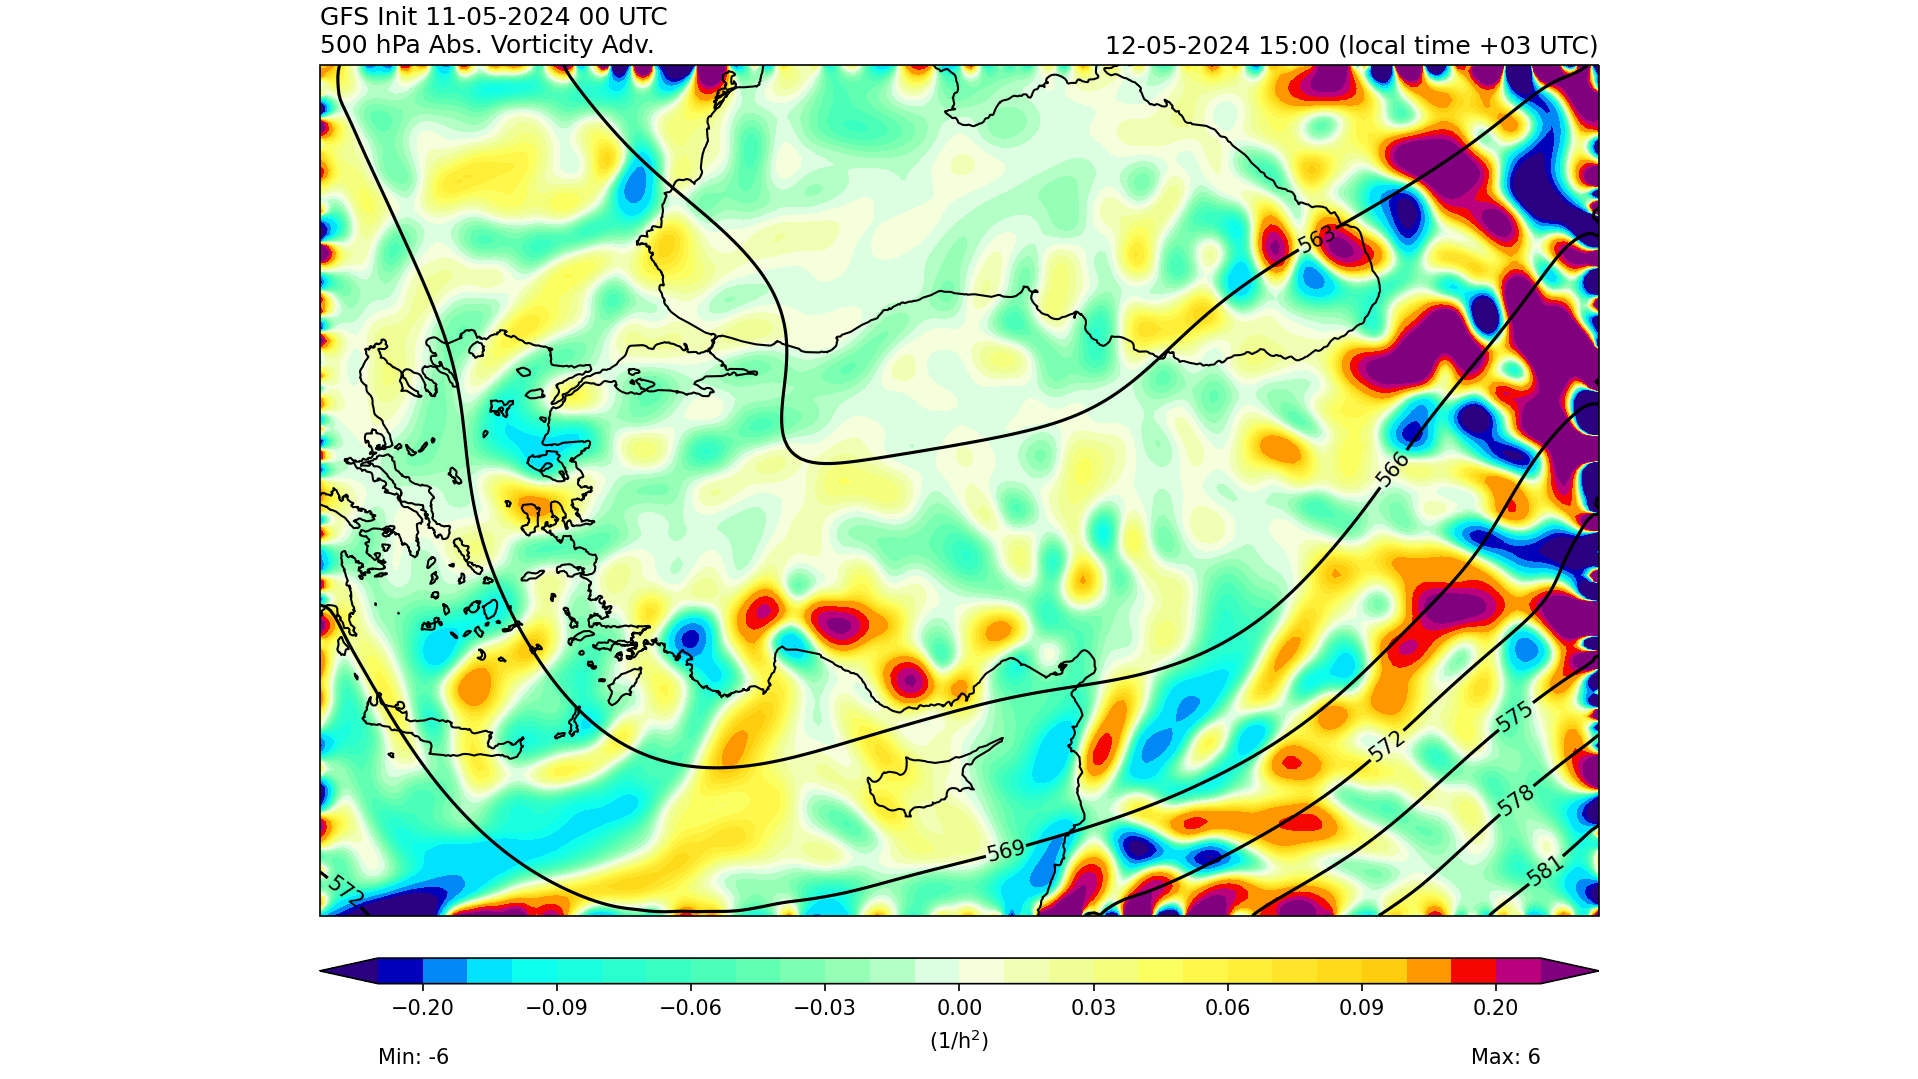 GFS Init 11-05-2024 00 UTC
500 hPa Abs. Vorticity Adv.
12-05-2024 15:00 (local time +03 UTC)
563
566
572
575
578
569
581
572
−0.20 −0.09 −0.06 −0.03 0.00 0.03 0.06 0.09 0.20
(1/h²)
Min: -6 Max: 6